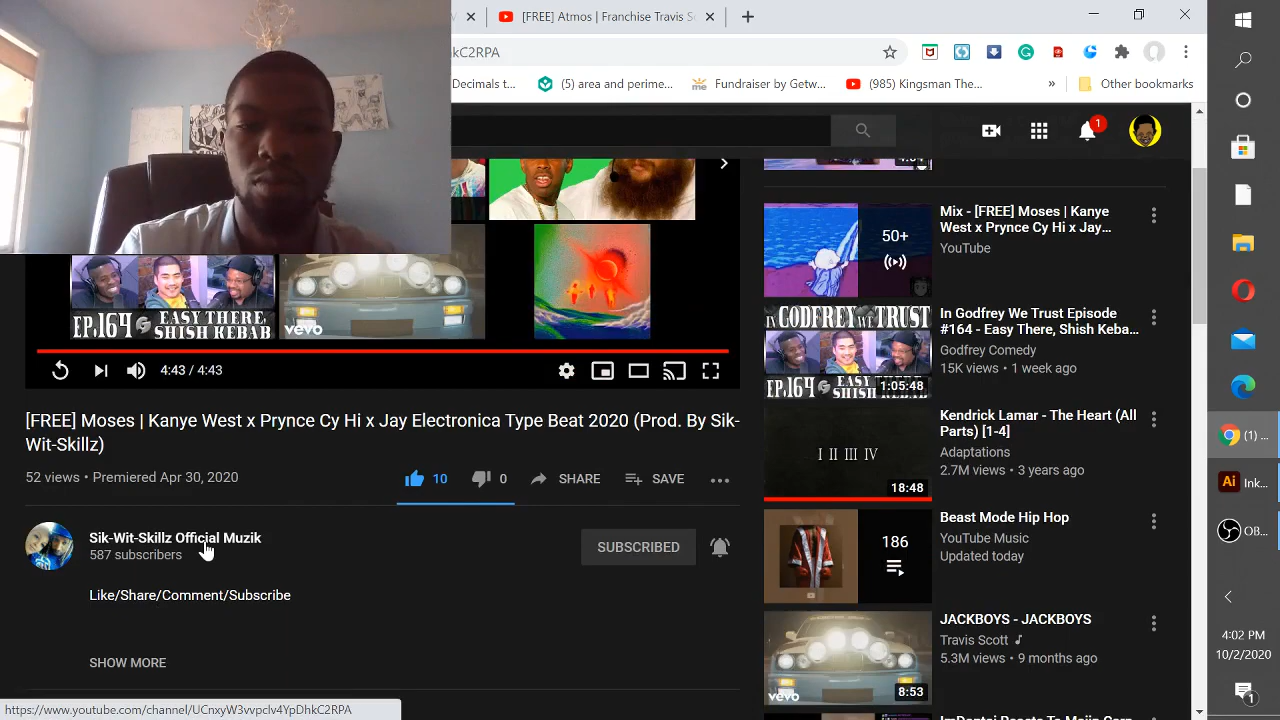 [FREE] Atmos | Franchise Travis S
kC2RPA
Decimals t...
(5) area and perime...
Fundraiser by Getw...
(985) Kingsman The...
»
Other bookmarks
1
EP.164 EASY THERE, SHISH KEBAB
vevo
4:43 / 4:43
[FREE] Moses | Kanye West x Prynce Cy Hi x Jay Electronica Type Beat 2020 (Prod. By Sik-
Wit-Skillz)
52 views • Premiered Apr 30, 2020
10
0
SHARE
SAVE
Sik-Wit-Skillz Official Muzik
587 subscribers
SUBSCRIBED
Like/Share/Comment/Subscribe
SHOW MORE
https://www.youtube.com/channel/UCnxyW3vvpclv4YpDhkC2RPA
50+
Mix - [FREE] Moses | Kanye
West x Prynce Cy Hi x Jay...
YouTube
IN GODFREY WE TRUST
EP.164 EASY THERE, SHISH KEBAB
1:05:48
In Godfrey We Trust Episode
#164 - Easy There, Shish Keba...
Godfrey Comedy
15K views • 1 week ago
I II III IV
18:48
Kendrick Lamar - The Heart (All
Parts) [1-4]
Adaptations
2.7M views • 3 years ago
186
Beast Mode Hip Hop
YouTube Music
Updated today
vevo
8:53
JACKBOYS - JACKBOYS
Travis Scott
5.3M views • 9 months ago
(1) ...
Ai
Ink...
OB...
4:02 PM
10/2/2020
1